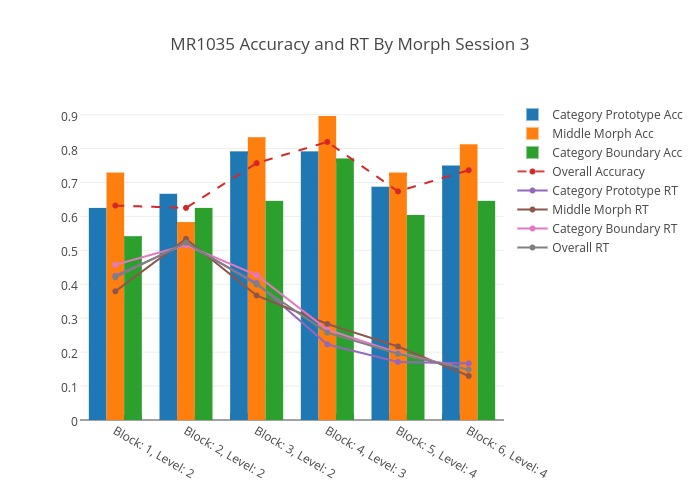 MR1035 Accuracy and RT By Morph Session 3
0.9
0.8
0.7
0.6
0.5
0.4
0.3
0.2
0.1
0
Block: 1, Level: 2
Block: 2, Level: 2
Block: 3, Level: 2
Block: 4, Level: 3
Block: 5, Level: 4
Block: 6, Level: 4
Category Prototype Acc
Middle Morph Acc
Category Boundary Acc
Overall Accuracy
Category Prototype RT
Middle Morph RT
Category Boundary RT
Overall RT